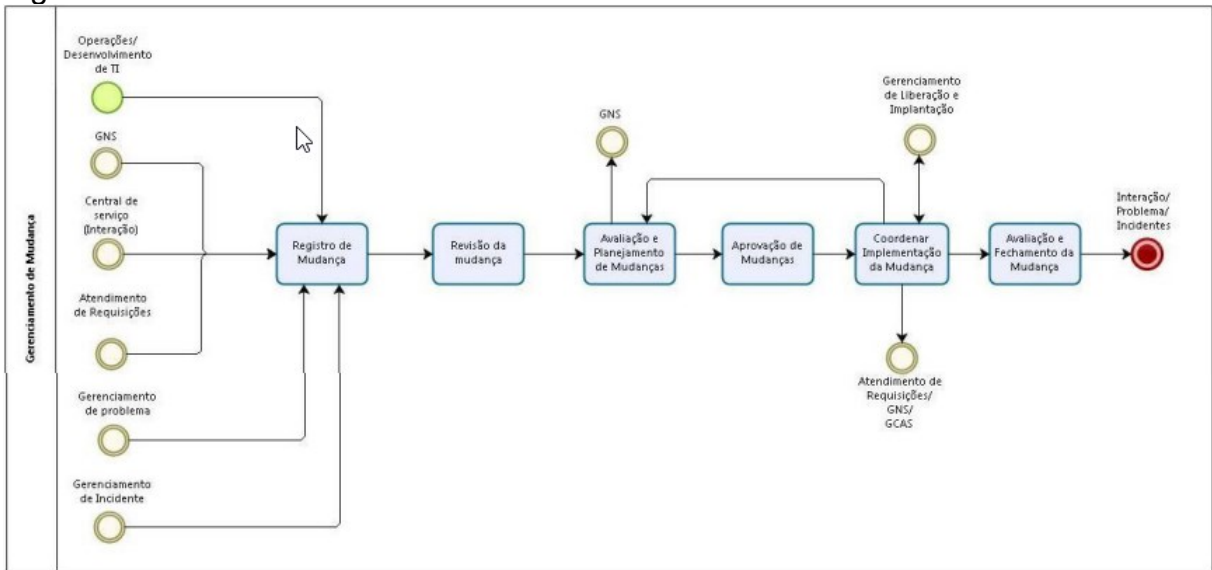 Gerenciamento de Mudança
Operações/
Desenvolvimento
de TI
GNS
Central de
serviço
(Interação)
Atendimento
de Requisições
Gerenciamento
de problema
Gerenciamento
de Incidente
Registro de
Mudança
Revisão da
mudança
GNS
Avaliação e
Planejamento
de Mudanças
Aprovação de
Mudanças
Gerenciamento
de Liberação e
Implantação
Coordenar
Implementação
da Mudança
Atendimento de
Requisições/
GNS/
GCAS
Avaliação e
Fechamento da
Mudança
Interação/
Problema/
Incidentes